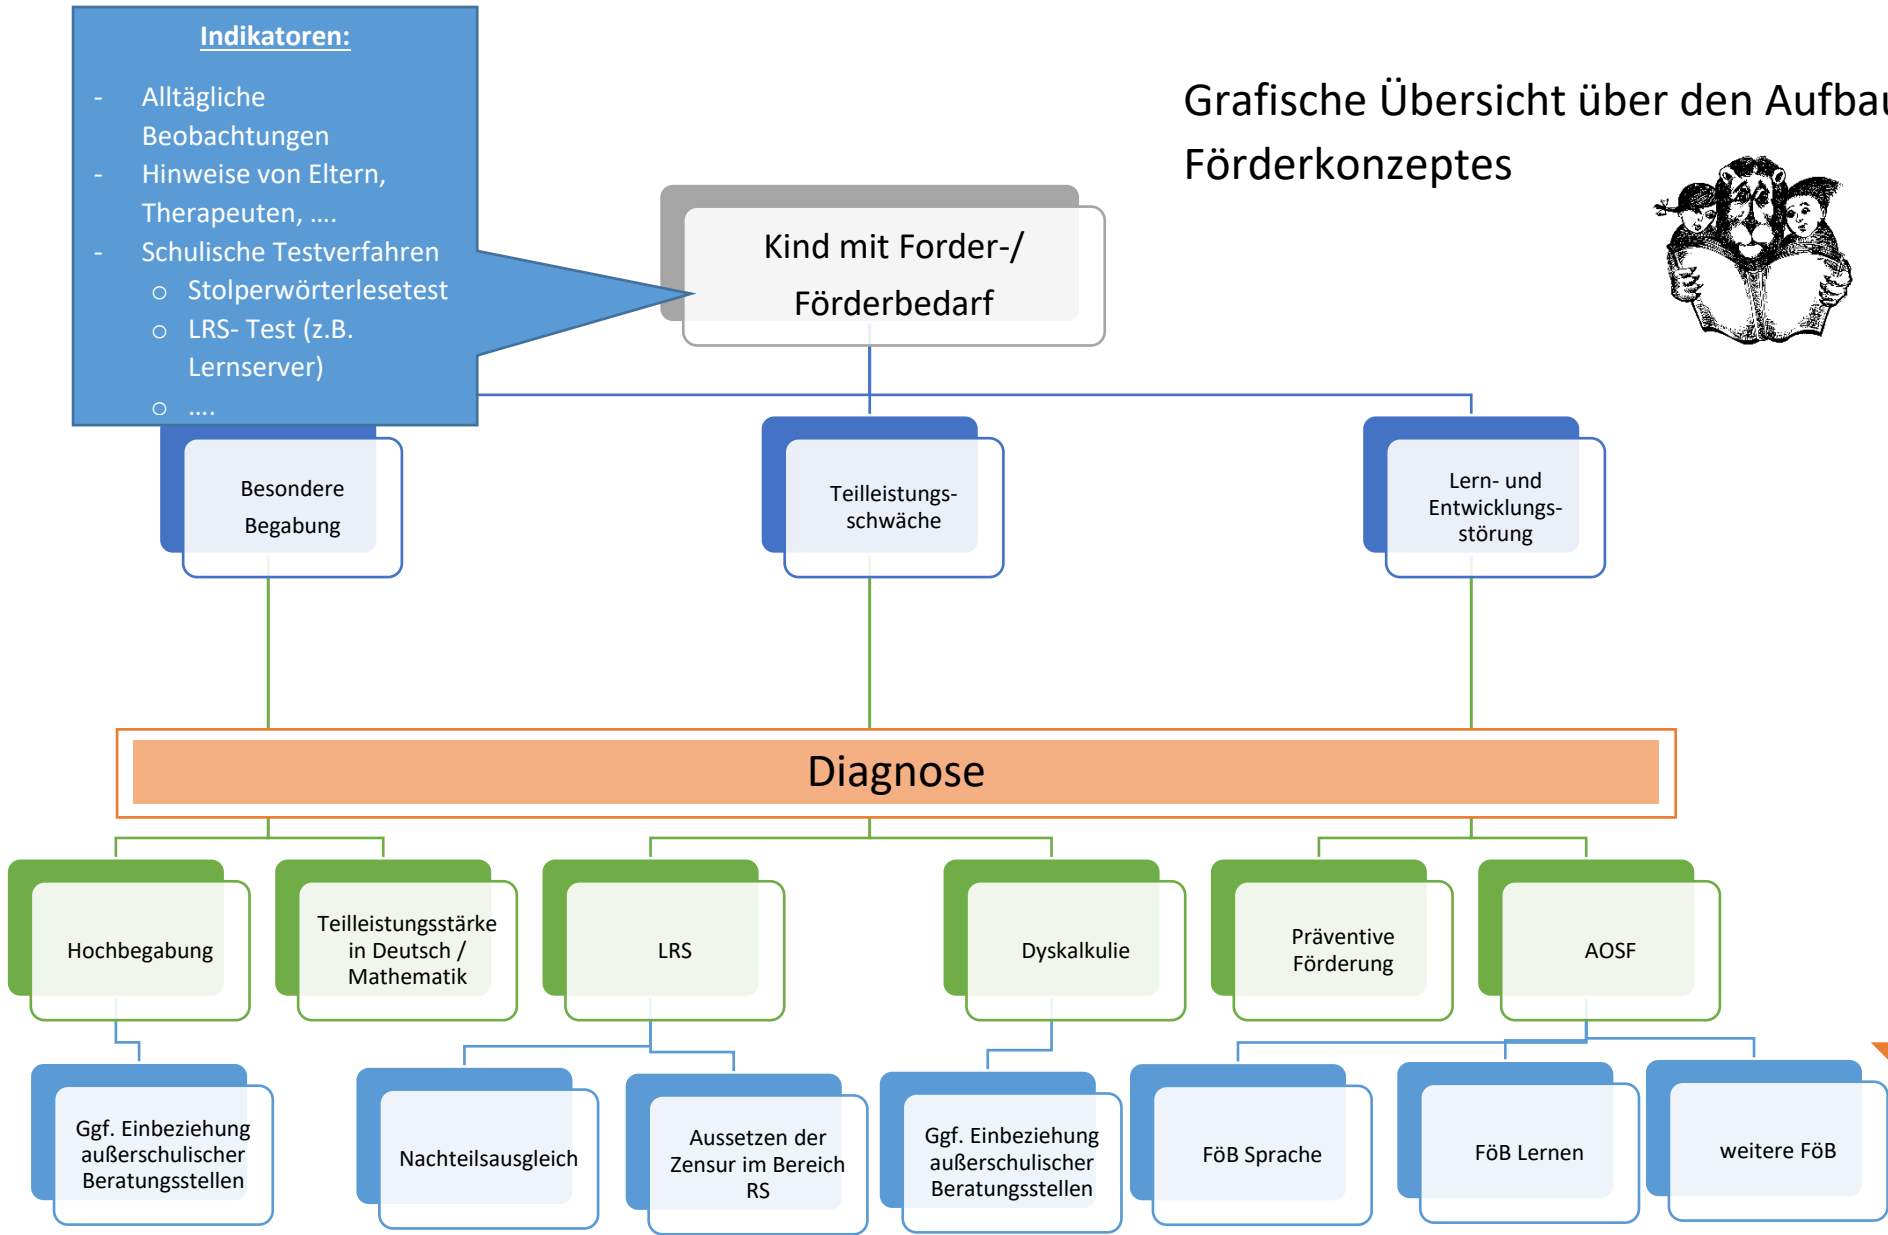 Indikatoren:
- Alltägliche
Beobachtungen
- Hinweise von Eltern,
Therapeuten, ....
- Schulische Testverfahren
o Stolperwörterlesetest
o LRS- Test (z.B.
Lernserver)
o ....
Grafische Übersicht über den Aufbau
Förderkonzeptes
Kind mit Forder-/
Förderbedarf
Besondere
Begabung
Teilleistungs-
schwäche
Lern- und
Entwicklungs-
störung
Diagnose
Hochbegabung
Teilleistungsstärke
in Deutsch /
Mathematik
LRS
Dyskalkulie
Präventive
Förderung
AOSF
Ggf. Einbeziehung
außerschulischer
Beratungsstellen
Nachteilsausgleich
Aussetzen der
Zensur im Bereich
RS
Ggf. Einbeziehung
außerschulischer
Beratungsstellen
FöB Sprache
FöB Lernen
weitere FöB